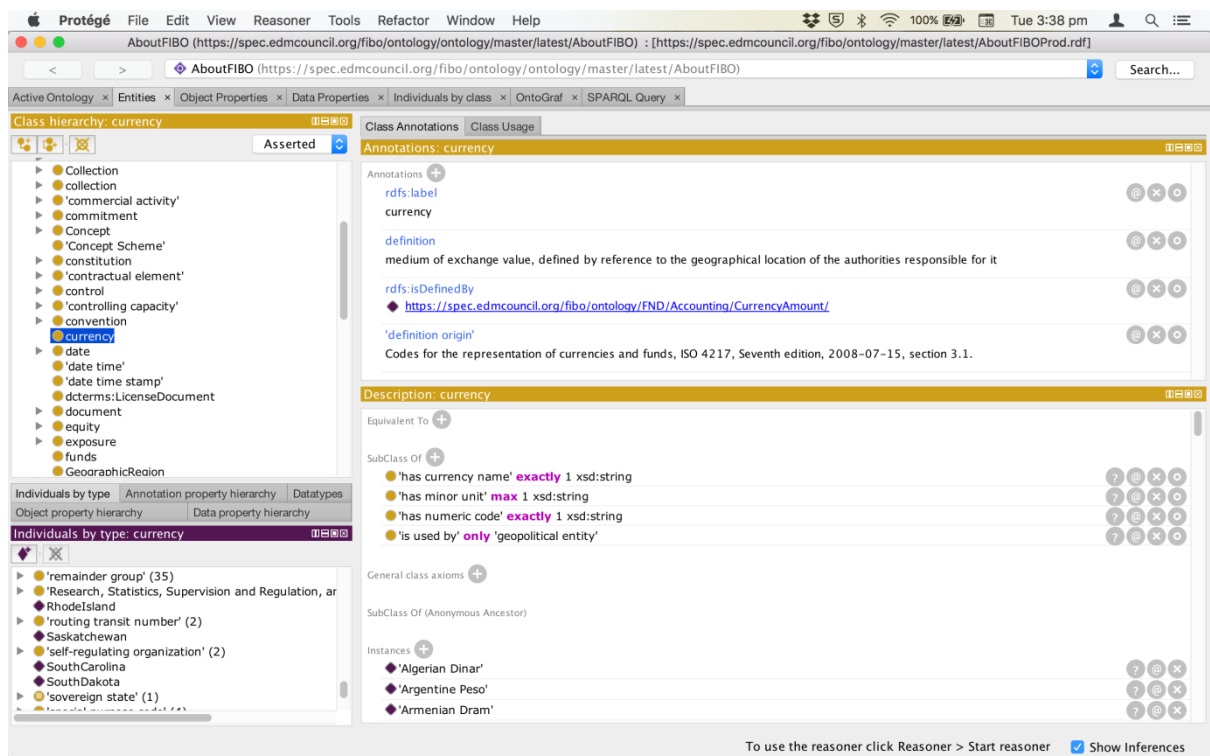 Protégé File Edit View Reasoner Tools Refactor Window Help 100% Tue 3:38 pm
AboutFIBO (https://spec.edmcouncil.org/fibo/ontology/ontology/master/latest/AboutFIBO) : [https://spec.edmcouncil.org/fibo/ontology/master/latest/AboutFIBOProd.rdf]
< > AboutFIBO (https://spec.edmcouncil.org/fibo/ontology/ontology/master/latest/AboutFIBO) Search...
Active Ontology × Entities × Object Properties × Data Properties × Individuals by class × OntoGraf × SPARQL Query ×
Class hierarchy: currency
Asserted
Collection
collection
'commercial activity'
commitment
Concept
'Concept Scheme'
constitution
'contractual element'
control
'controlling capacity'
convention
currency
date
'date time'
'date time stamp'
dcterms:LicenseDocument
document
equity
exposure
funds
GeographicRegion
Individuals by type Annotation property hierarchy Datatypes
Object property hierarchy Data property hierarchy
Individuals by type: currency
'remainder group' (35)
'Research, Statistics, Supervision and Regulation, ar
RhodeIsland
'routing transit number' (2)
Saskatchewan
'self-regulating organization' (2)
SouthCarolina
SouthDakota
'sovereign state' (1)
Class Annotations Class Usage
Annotations: currency
Annotations
rdfs:label
currency
definition
medium of exchange value, defined by reference to the geographical location of the authorities responsible for it
rdfs:isDefinedBy
https://spec.edmcouncil.org/fibo/ontology/FND/Accounting/CurrencyAmount/
'definition origin'
Codes for the representation of currencies and funds, ISO 4217, Seventh edition, 2008-07-15, section 3.1.
Description: currency
Equivalent To
SubClass Of
'has currency name' exactly 1 xsd:string
'has minor unit' max 1 xsd:string
'has numeric code' exactly 1 xsd:string
'is used by' only 'geopolitical entity'
General class axioms
SubClass Of (Anonymous Ancestor)
Instances
'Algerian Dinar'
'Argentine Peso'
'Armenian Dram'
To use the reasoner click Reasoner > Start reasoner Show Inferences